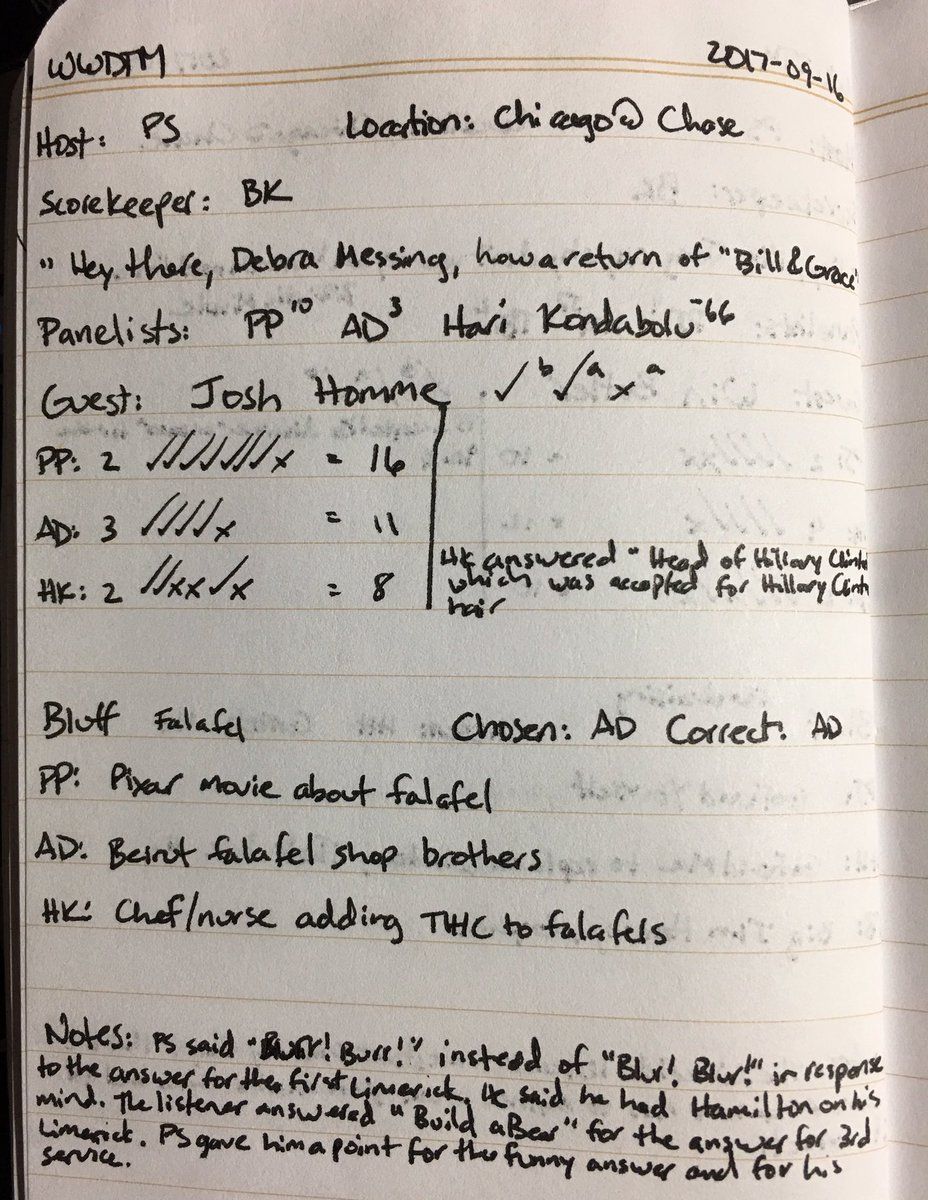 WWDTM 2017-09-16
Host: PS Location: Chicago @ Chase
Scorekeeper: BK
" Hey there, Debra Messing, how a return of "Bill & Grace"
Panelists: PP 10 AD 3 Hari Kondabolu -66
Guest: Josh Homme ✓ b ✓ a x a
PP: 2 ✓✓✓✓✓✓✓x = 16
AD: 3 ✓✓✓✓x = 11
HK: 2 ✓✓xx✓x = 8
HK answered "Head of Hillary Clint
which was accepted for Hillary Clint
hair
Bluff Falafel Chosen: AD Correct: AD
PP: Pixar movie about falafel
AD: Beirut falafel shop brothers
HK: Chef/nurse adding THC to falafels
Notes: PS said "Burr! Burr!" instead of "Blur! Blur!" in response
to the answer for the first limerick. He said he had Hamilton on his
mind. The listener answered "Build a Bear" for the answer for 3rd
limerick. PS gave him a point for the funny answer and for his
service.